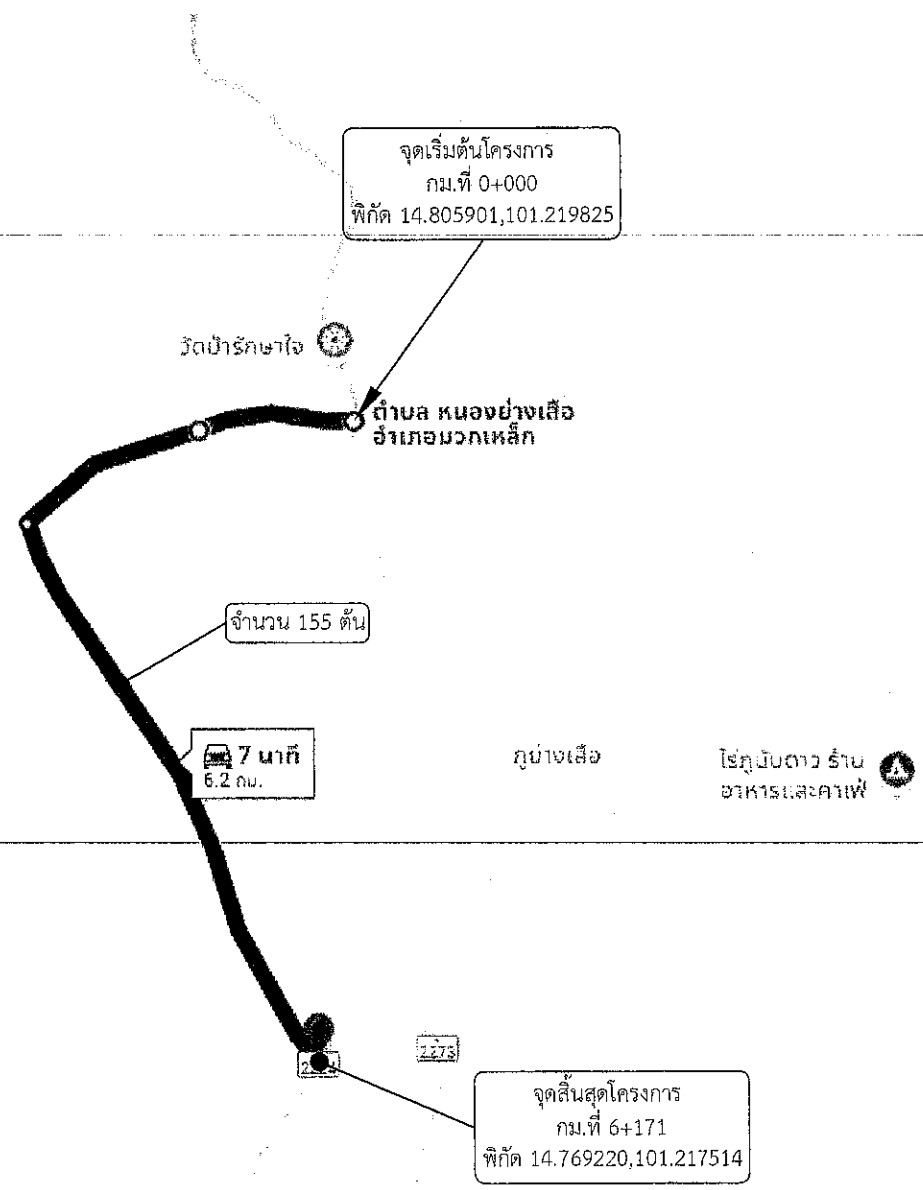 จุดเริ่มต้นโครงการ
กม.ที่ 0+000
พิกัด 14.805901,101.219825
วัดป่ารักษาใจ
ตำบล หนองย่างเสือ
อำเภอมวกเหล็ก
จำนวน 155 ต้น
7 นาที
6.2 กม.
ภูย่างเสือ
ไร่ภูนับดาว ร้าน
อาหารและคาเฟ่
2273
จุดสิ้นสุดโครงการ
กม.ที่ 6+171
พิกัด 14.769220,101.217514